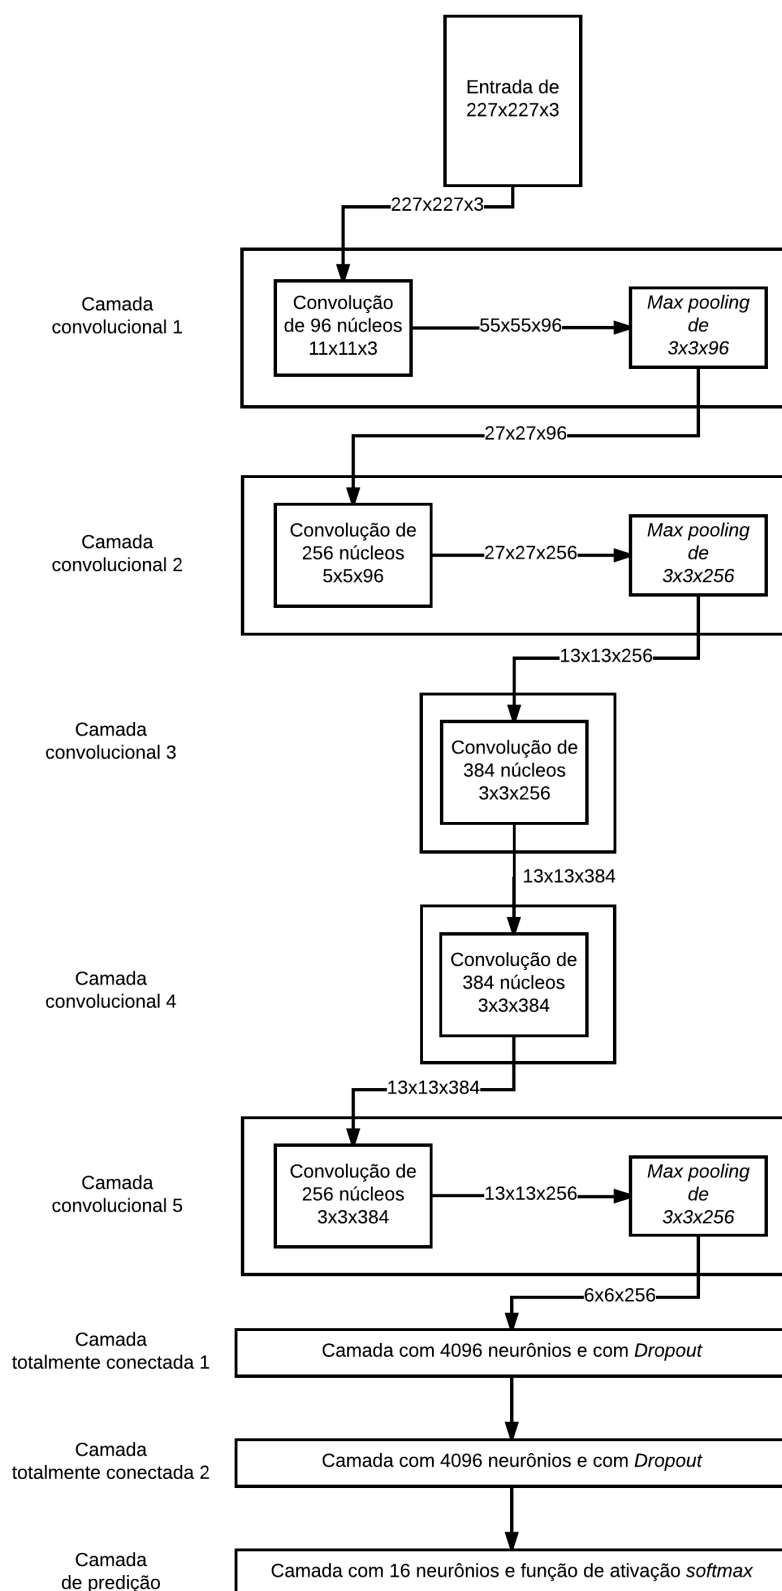 Entrada de
227x227x3
227x227x3
Camada
convolucional 1
Convolução
de 96 núcleos
11x11x3
55x55x96
Max pooling
de
3x3x96
27x27x96
Camada
convolucional 2
Convolução de
256 núcleos
5x5x96
27x27x256
Max pooling
de
3x3x256
13x13x256
Camada
convolucional 3
Convolução de
384 núcleos
3x3x256
13x13x384
Camada
convolucional 4
Convolução de
384 núcleos
3x3x384
13x13x384
Camada
convolucional 5
Convolução de
256 núcleos
3x3x384
13x13x256
Max pooling
de
3x3x256
6x6x256
Camada
totalmente conectada 1
Camada com 4096 neurônios e com Dropout
Camada
totalmente conectada 2
Camada com 4096 neurônios e com Dropout
Camada
de predição
Camada com 16 neurônios e função de ativação softmax